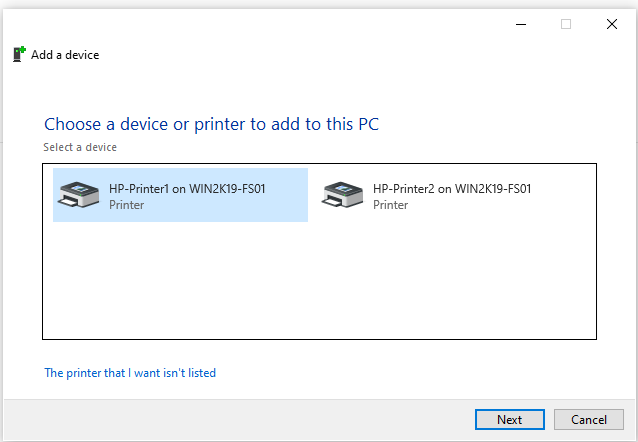 Add a device
Choose a device or printer to add to this PC
Select a device
HP-Printer1 on WIN2K19-FS01
Printer
HP-Printer2 on WIN2K19-FS01
Printer
The printer that I want isn't listed
Next
Cancel